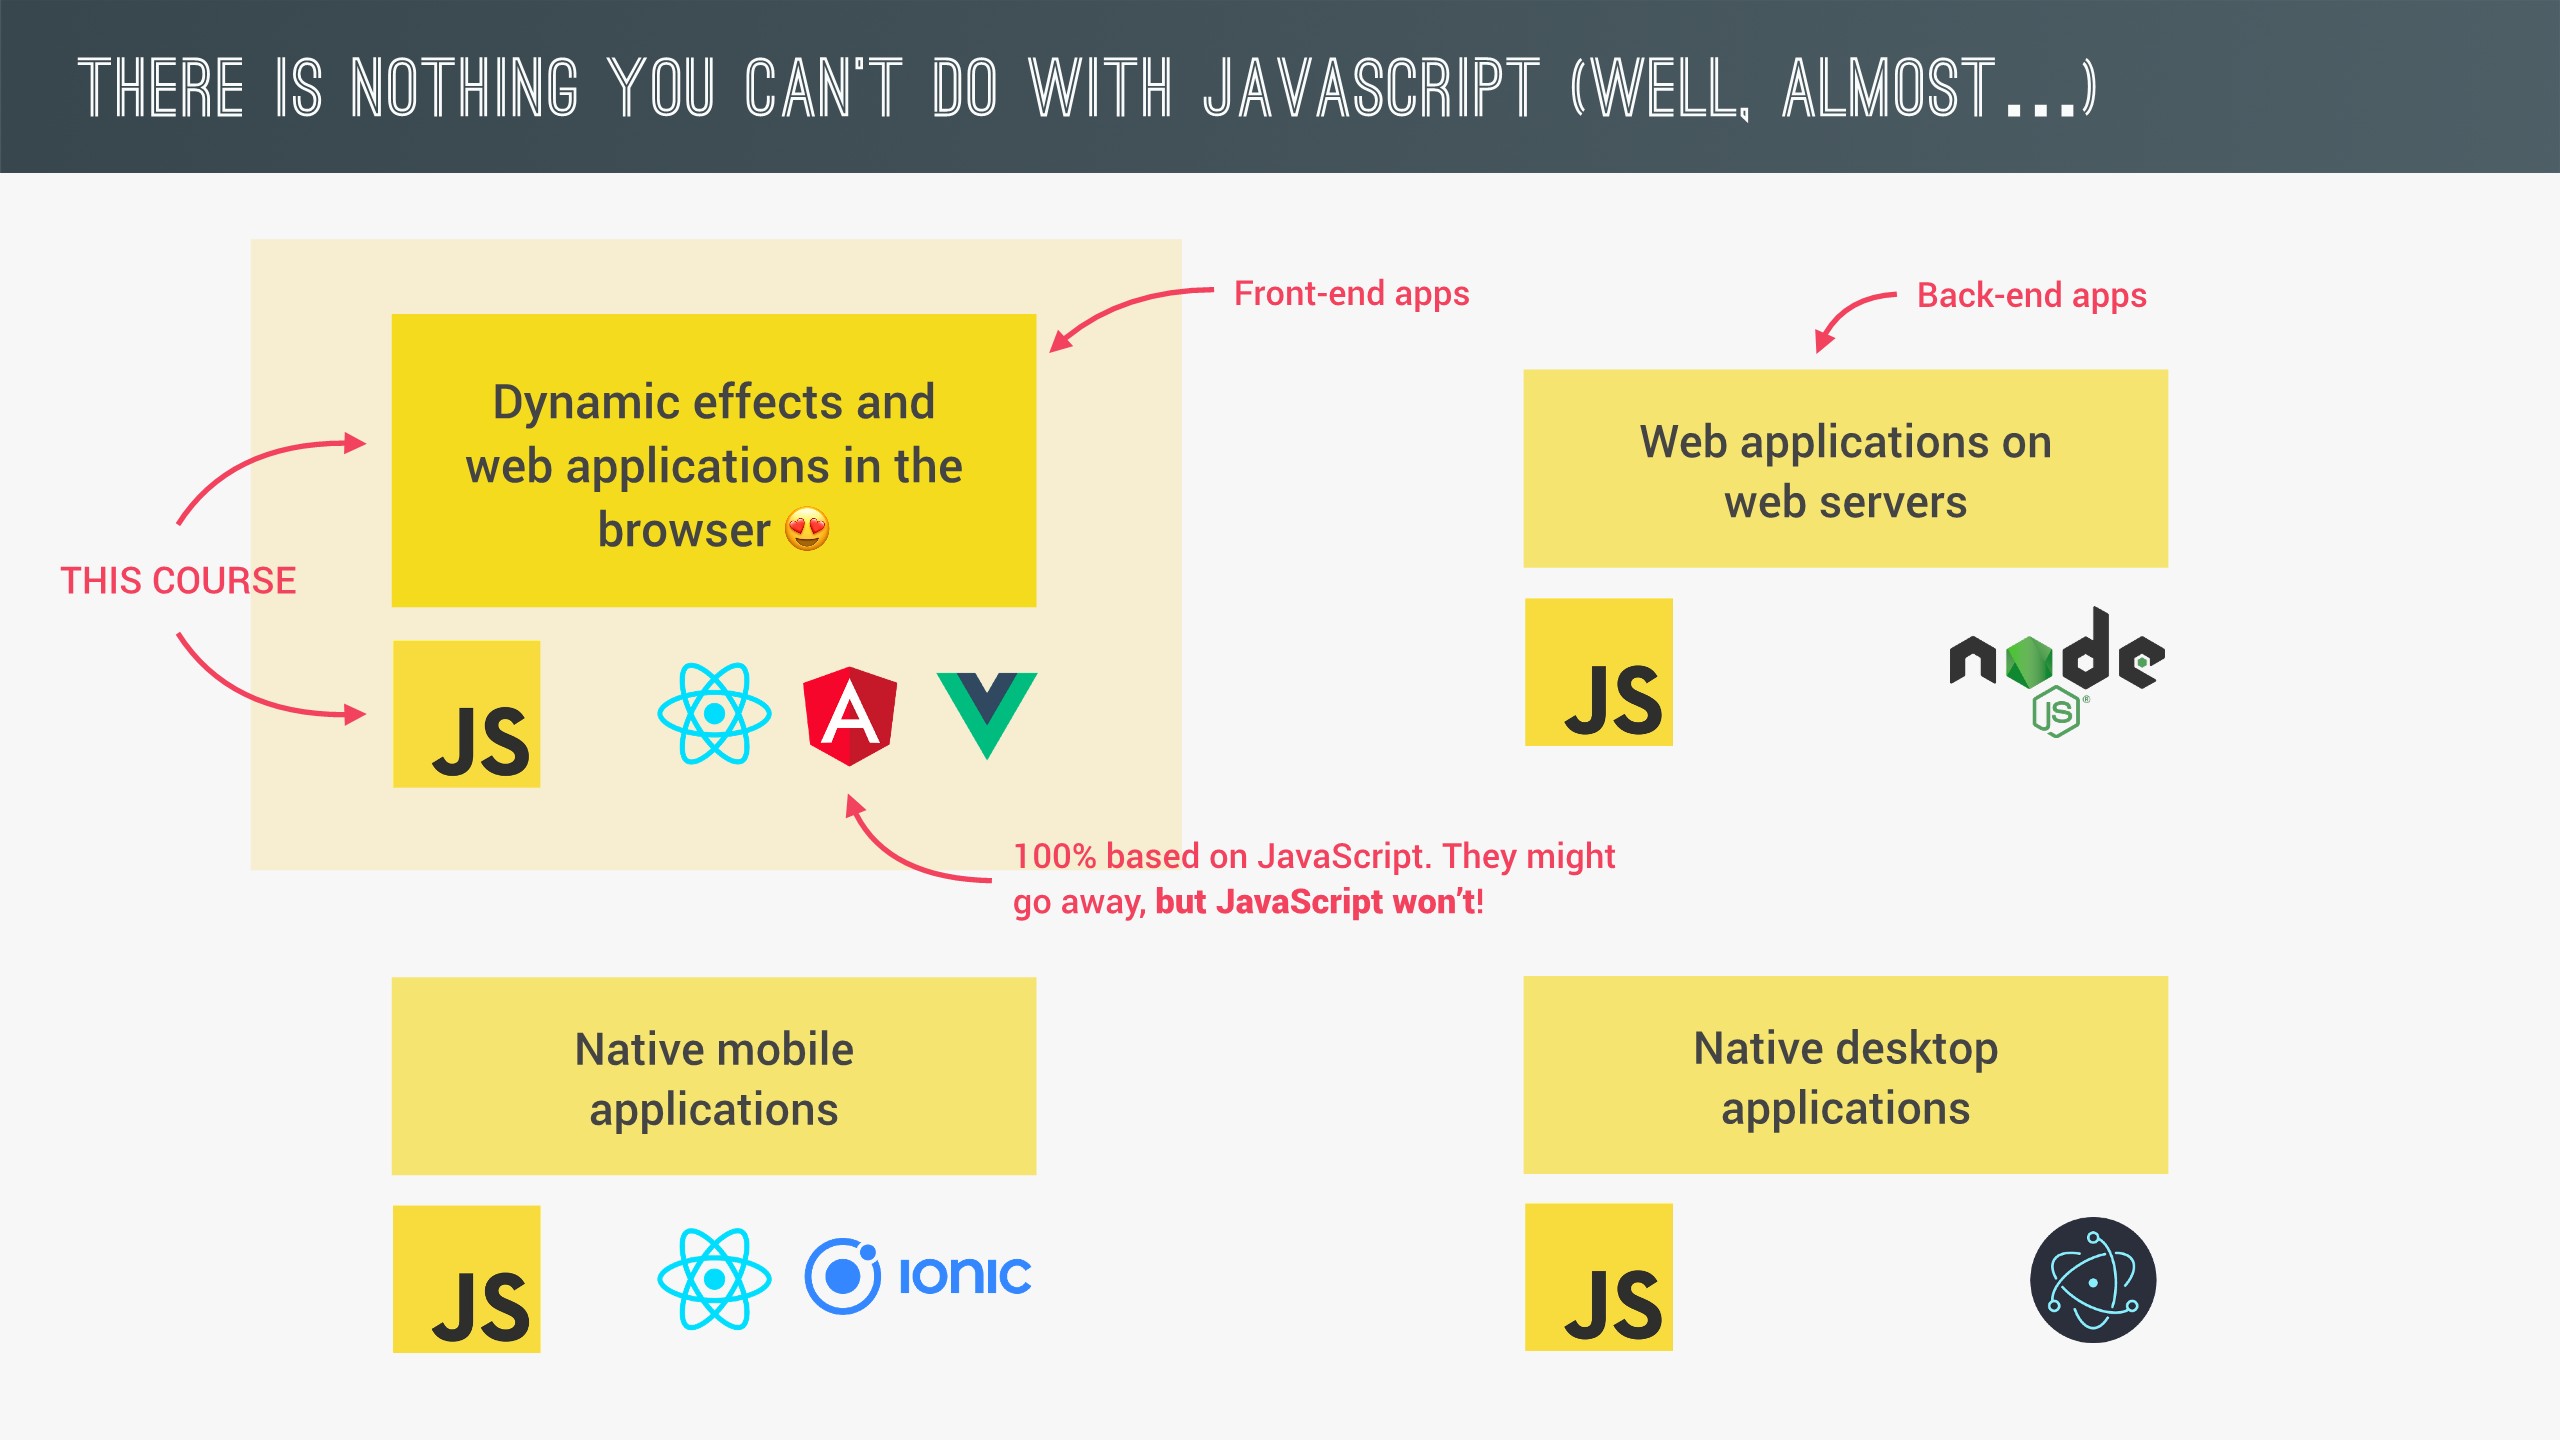 THERE IS NOTHING YOU CAN'T DO WITH JAVASCRIPT (WELL, ALMOST...)
Front-end apps
Dynamic effects and
web applications in the
browser 😍
THIS COURSE
JS
100% based on JavaScript. They might
go away, but JavaScript won't!
Back-end apps
Web applications on
web servers
JS
node
JS®
Native mobile
applications
JS
ionic
Native desktop
applications
JS